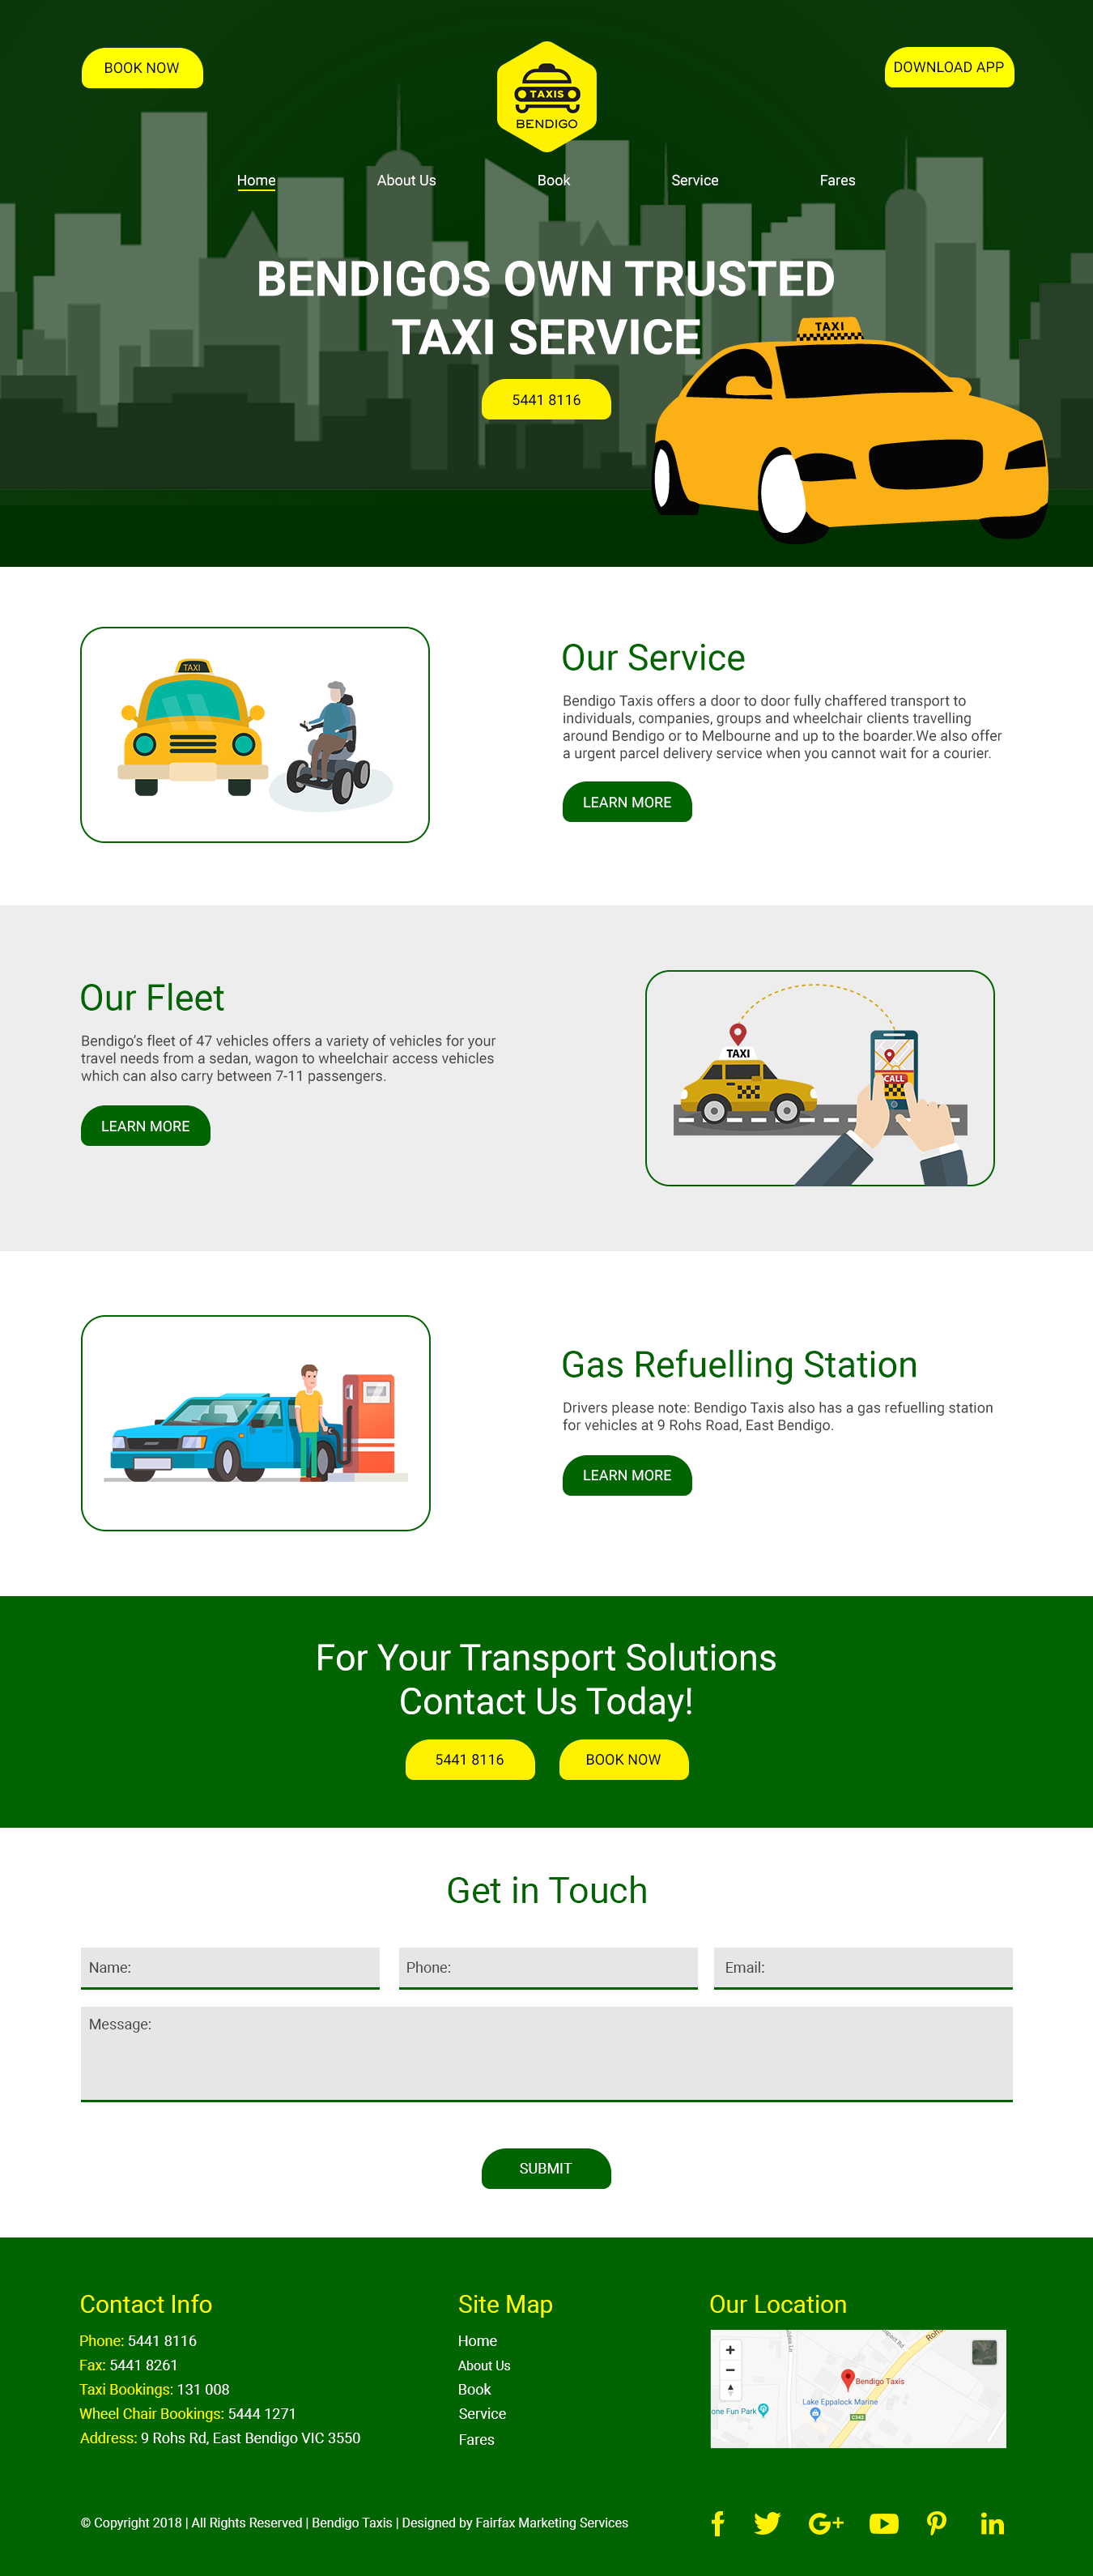 BOOK NOW
TAXIS
BENDIGO
DOWNLOAD APP
Home
About Us
Book
Service
Fares
BENDIGOS OWN TRUSTED
TAXI SERVICE
TAXI
5441 8116
TAXI
Our Service
Bendigo Taxis offers a door to door fully chaffered transport to
individuals, companies, groups and wheelchair clients travelling
around Bendigo or to Melbourne and up to the boarder.We also offer
a urgent parcel delivery service when you cannot wait for a courier.
LEARN MORE
Our Fleet
Bendigo’s fleet of 47 vehicles offers a variety of vehicles for your
travel needs from a sedan, wagon to wheelchair access vehicles
which can also carry between 7-11 passengers.
LEARN MORE
TAXI
CALL
Gas Refuelling Station
Drivers please note: Bendigo Taxis also has a gas refuelling station
for vehicles at 9 Rohs Road, East Bendigo.
LEARN MORE
For Your Transport Solutions
Contact Us Today!
5441 8116
BOOK NOW
Get in Touch
Name:
Phone:
Email:
Message:
SUBMIT
Contact Info
Phone: 5441 8116
Fax: 5441 8261
Taxi Bookings: 131 008
Wheel Chair Bookings: 5444 1271
Address: 9 Rohs Rd, East Bendigo VIC 3550
Site Map
Home
About Us
Book
Service
Fares
Our Location
Rohs
Bendigo Taxis
Lake Eppalock Marine
one Fun Park
C343
© Copyright 2018 | All Rights Reserved | Bendigo Taxis | Designed by Fairfax Marketing Services